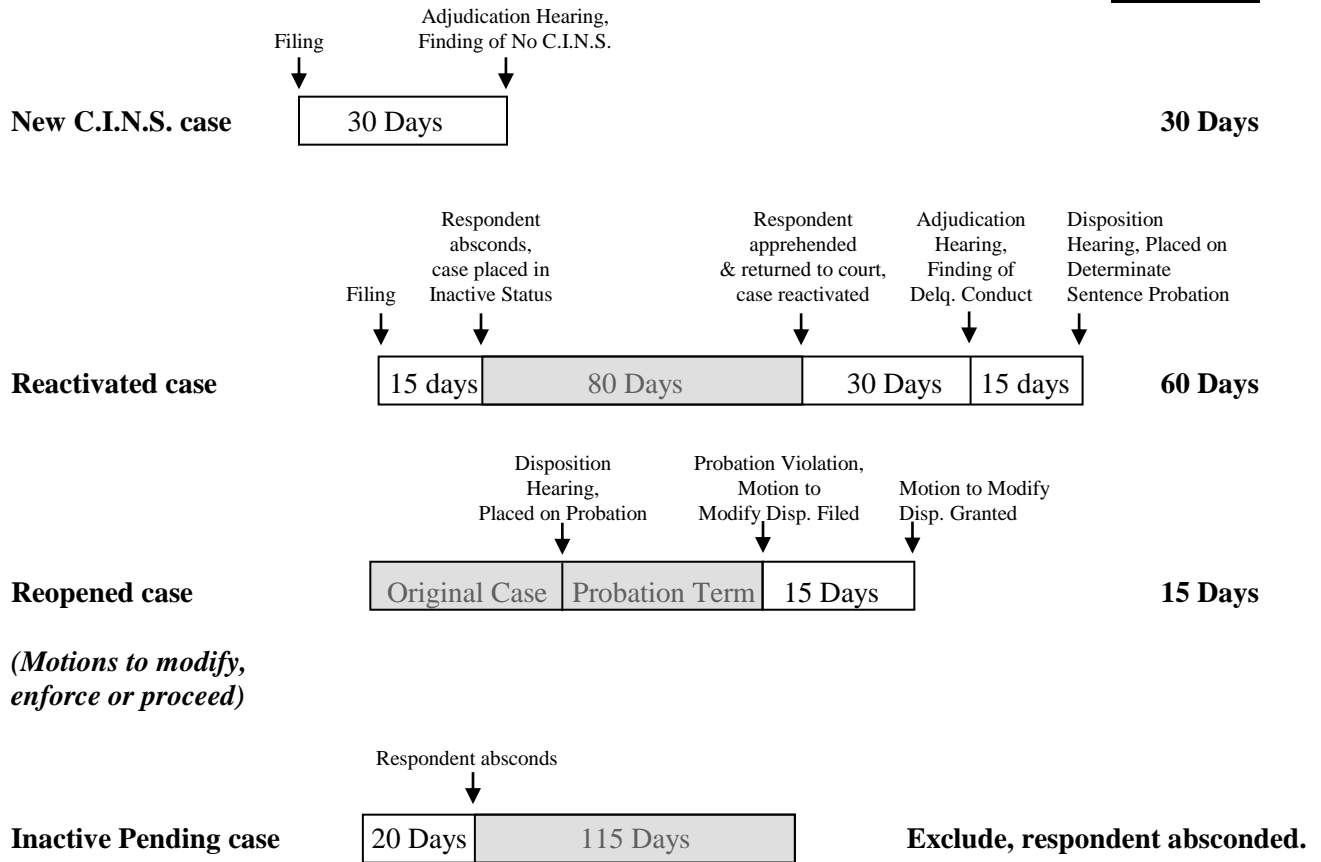 Adjudication Hearing,
Filing Finding of No C.I.N.S.
New C.I.N.S. case 30 Days 30 Days
Respondent absconds, case placed in Inactive Status
Respondent apprehended & returned to court, case reactivated
Adjudication Hearing, Finding of Delq. Conduct
Disposition Hearing, Placed on Determinate Sentence Probation
Filing
Reactivated case 15 days 80 Days 30 Days 15 days 60 Days
Disposition Hearing, Placed on Probation
Probation Violation, Motion to Modify Disp. Filed
Motion to Modify Disp. Granted
Reopened case Original Case Probation Term 15 Days 15 Days
(Motions to modify,
enforce or proceed)
Respondent absconds
Inactive Pending case 20 Days 115 Days Exclude, respondent absconded.